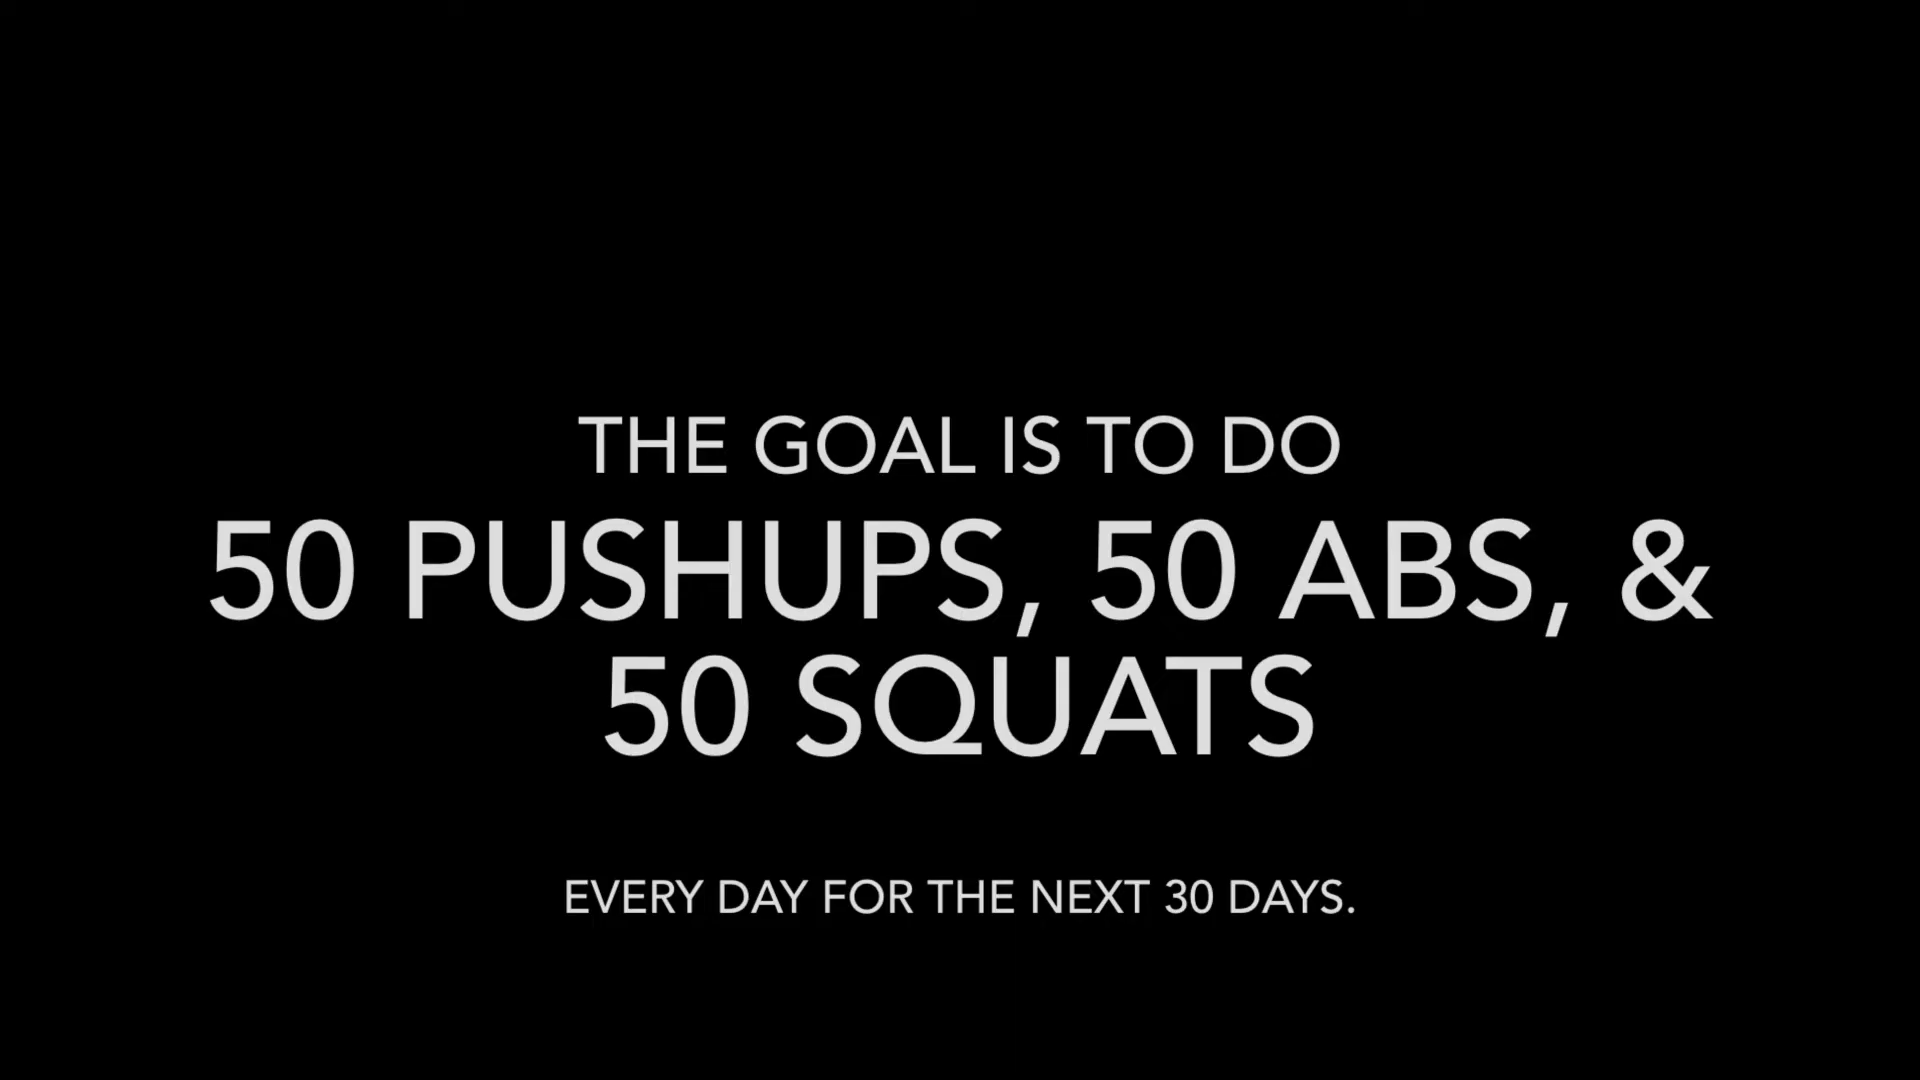 THE GOAL IS TO DO
50 PUSHUPS, 50 ABS, &
50 SQUATS
EVERY DAY FOR THE NEXT 30 DAYS.